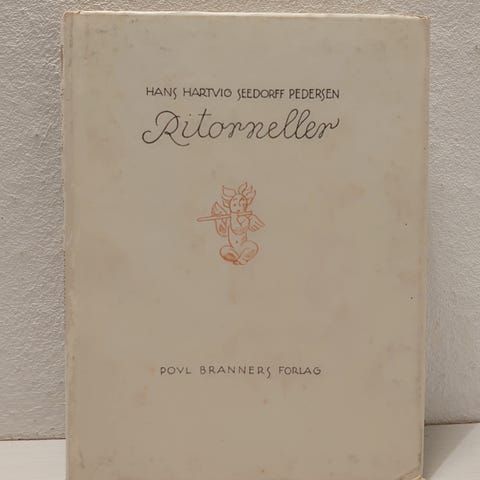 HANS HARTVIG SEEDORFF PEDERSEN
Ritorneller
POVL BRANNERS FORLAG